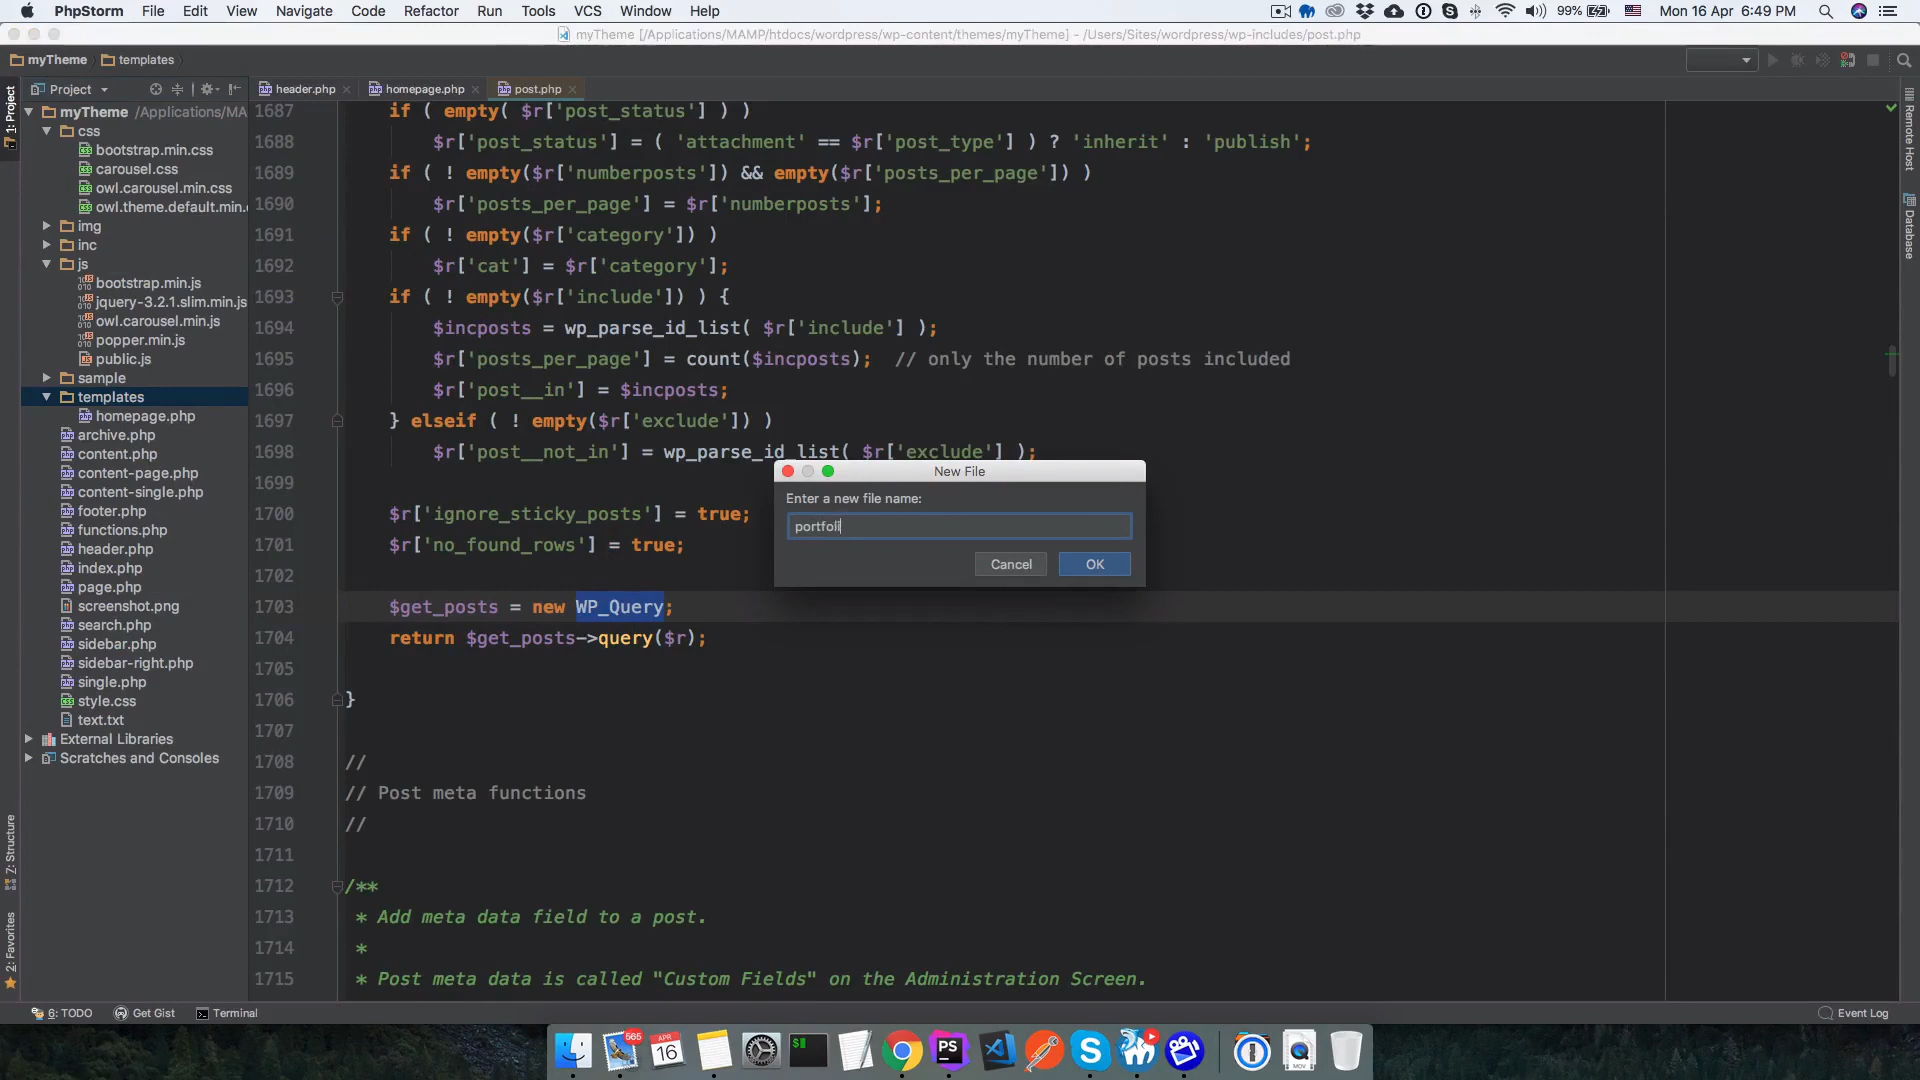 PhpStorm File Edit View Navigate Code Refactor Run Tools VCS Window Help 99% Mon 16 Apr 6:49 PM
myTheme [/Applications/MAMP/htdocs/wordpress/wp-content/themes/myTheme] - /Users/Sites/wordpress/wp-includes/post.php
myTheme templates
Project header.php homepage.php post.php
1: Project
Z: Structure
2: Favorites
Remote Host
Database
myTheme /Applications/MA
css
bootstrap.min.css
carousel.css
owl.carousel.min.css
owl.theme.default.min.
img
inc
js
bootstrap.min.js
jquery-3.2.1.slim.min.js
owl.carousel.min.js
popper.min.js
public.js
sample
templates
homepage.php
archive.php
content.php
content-page.php
content-single.php
footer.php
functions.php
header.php
index.php
page.php
screenshot.png
search.php
sidebar.php
sidebar-right.php
single.php
style.css
text.txt
External Libraries
Scratches and Consoles
1687 if ( empty( $r['post_status'] ) )
1688 $r['post_status'] = ( 'attachment' == $r['post_type'] ) ? 'inherit' : 'publish';
1689 if ( ! empty($r['numberposts']) && empty($r['posts_per_page']) )
1690 $r['posts_per_page'] = $r['numberposts'];
1691 if ( ! empty($r['category']) )
1692 $r['cat'] = $r['category'];
1693 if ( ! empty($r['include']) ) {
1694 $incposts = wp_parse_id_list( $r['include'] );
1695 $r['posts_per_page'] = count($incposts); // only the number of posts included
1696 $r['post__in'] = $incposts;
1697 } elseif ( ! empty($r['exclude']) )
1698 $r['post__not_in'] = wp_parse_id_list( $r['exclude'] );
1699
1700 $r['ignore_sticky_posts'] = true;
1701 $r['no_found_rows'] = true;
1702
1703 $get_posts = new WP_Query;
1704 return $get_posts->query($r);
1705
1706 }
1707
1708 //
1709 // Post meta functions
1710 //
1711
1712 /**
1713 * Add meta data field to a post.
1714 *
1715 * Post meta data is called "Custom Fields" on the Administration Screen.
New File
Enter a new file name:
portfoli
Cancel OK
6: TODO Get Gist Terminal Event Log
565
APR
16
$
PS
S
MOV